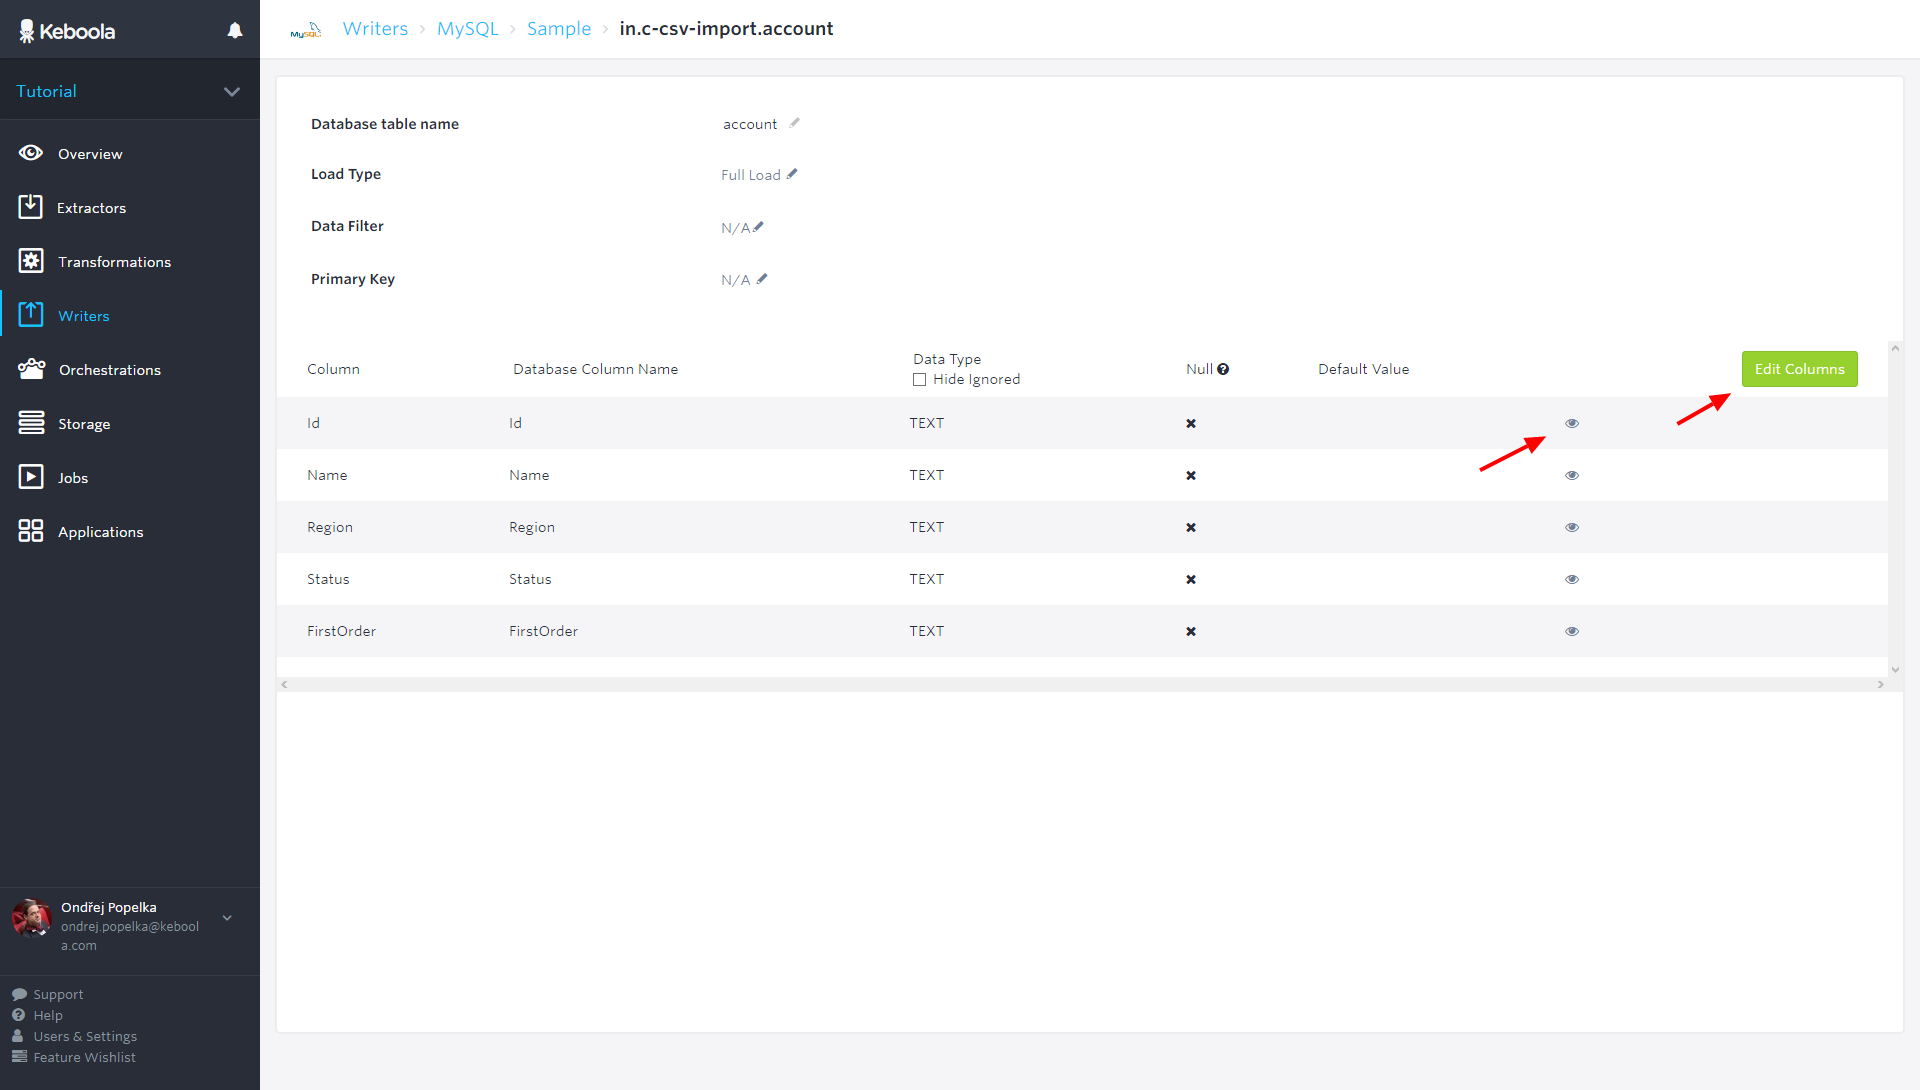 Keboola
Tutorial
Overview
Extractors
Transformations
Writers
Orchestrations
Storage
Jobs
Applications
Ondřej Popelka
ondrej.popelka@kebool
a.com
Support
Help
Users & Settings
Feature Wishlist
MySQL Writers › MySQL › Sample › in.c-csv-import.account
Database table name account
Load Type Full Load
Data Filter N/A
Primary Key N/A
Column Database Column Name Data Type Hide Ignored Null ? Default Value Edit Columns
Id Id TEXT
Name Name TEXT
Region Region TEXT
Status Status TEXT
FirstOrder FirstOrder TEXT